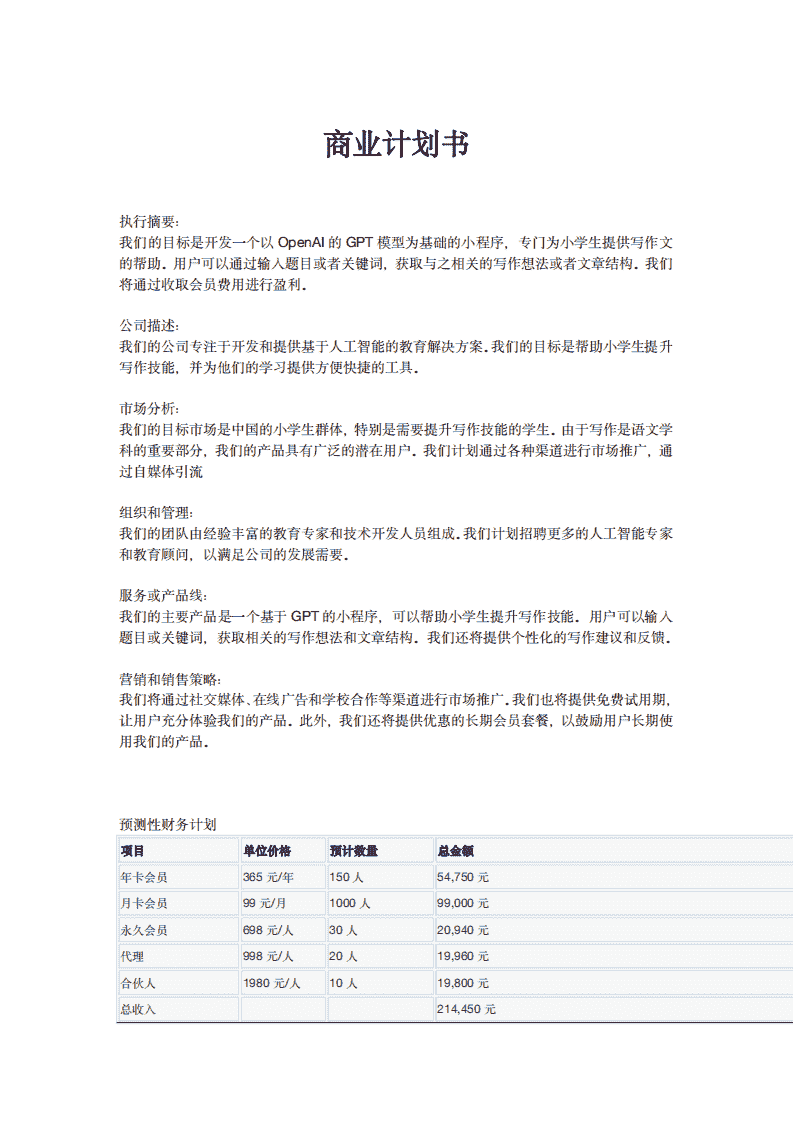 商业计划书
执行摘要：
我们的目标是开发一个以 OpenAI 的 GPT 模型为基础的小程序，专门为小学生提供写作文
的帮助。用户可以通过输入题目或者关键词，获取与之相关的写作想法或者文章结构。我们
将通过收取会员费用进行盈利。
公司描述：
我们的公司专注于开发和提供基于人工智能的教育解决方案。我们的目标是帮助小学生提升
写作技能，并为他们的学习提供方便快捷的工具。
市场分析：
我们的目标市场是中国的小学生群体，特别是需要提升写作技能的学生。由于写作是语文学
科的重要部分，我们的产品具有广泛的潜在用户。我们计划通过各种渠道进行市场推广，通
过自媒体引流
组织和管理：
我们的团队由经验丰富的教育专家和技术开发人员组成。我们计划招聘更多的人工智能专家
和教育顾问，以满足公司的发展需要。
服务或产品线：
我们的主要产品是一个基于 GPT 的小程序，可以帮助小学生提升写作技能。用户可以输入
题目或关键词，获取相关的写作想法和文章结构。我们还将提供个性化的写作建议和反馈。
营销和销售策略：
我们将通过社交媒体、在线广告和学校合作等渠道进行市场推广。我们也将提供免费试用期，
让用户充分体验我们的产品。此外，我们还将提供优惠的长期会员套餐，以鼓励用户长期使
用我们的产品。
预测性财务计划
项目 单位价格 预计数量 总金额
年卡会员 365 元/年 150 人 54,750 元
月卡会员 99 元/月 1000 人 99,000 元
永久会员 698 元/人 30 人 20,940 元
代理 998 元/人 20 人 19,960 元
合伙人 1980 元/人 10 人 19,800 元
总收入 214,450 元